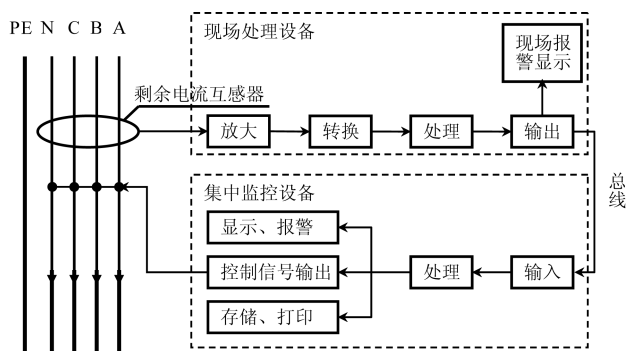 PE N C B A
现场处理设备
现场报
警显示
剩余电流互感器
放大
转换
处理
输出
总
线
集中监控设备
显示、报警
控制信号输出
处理
输入
存储、打印